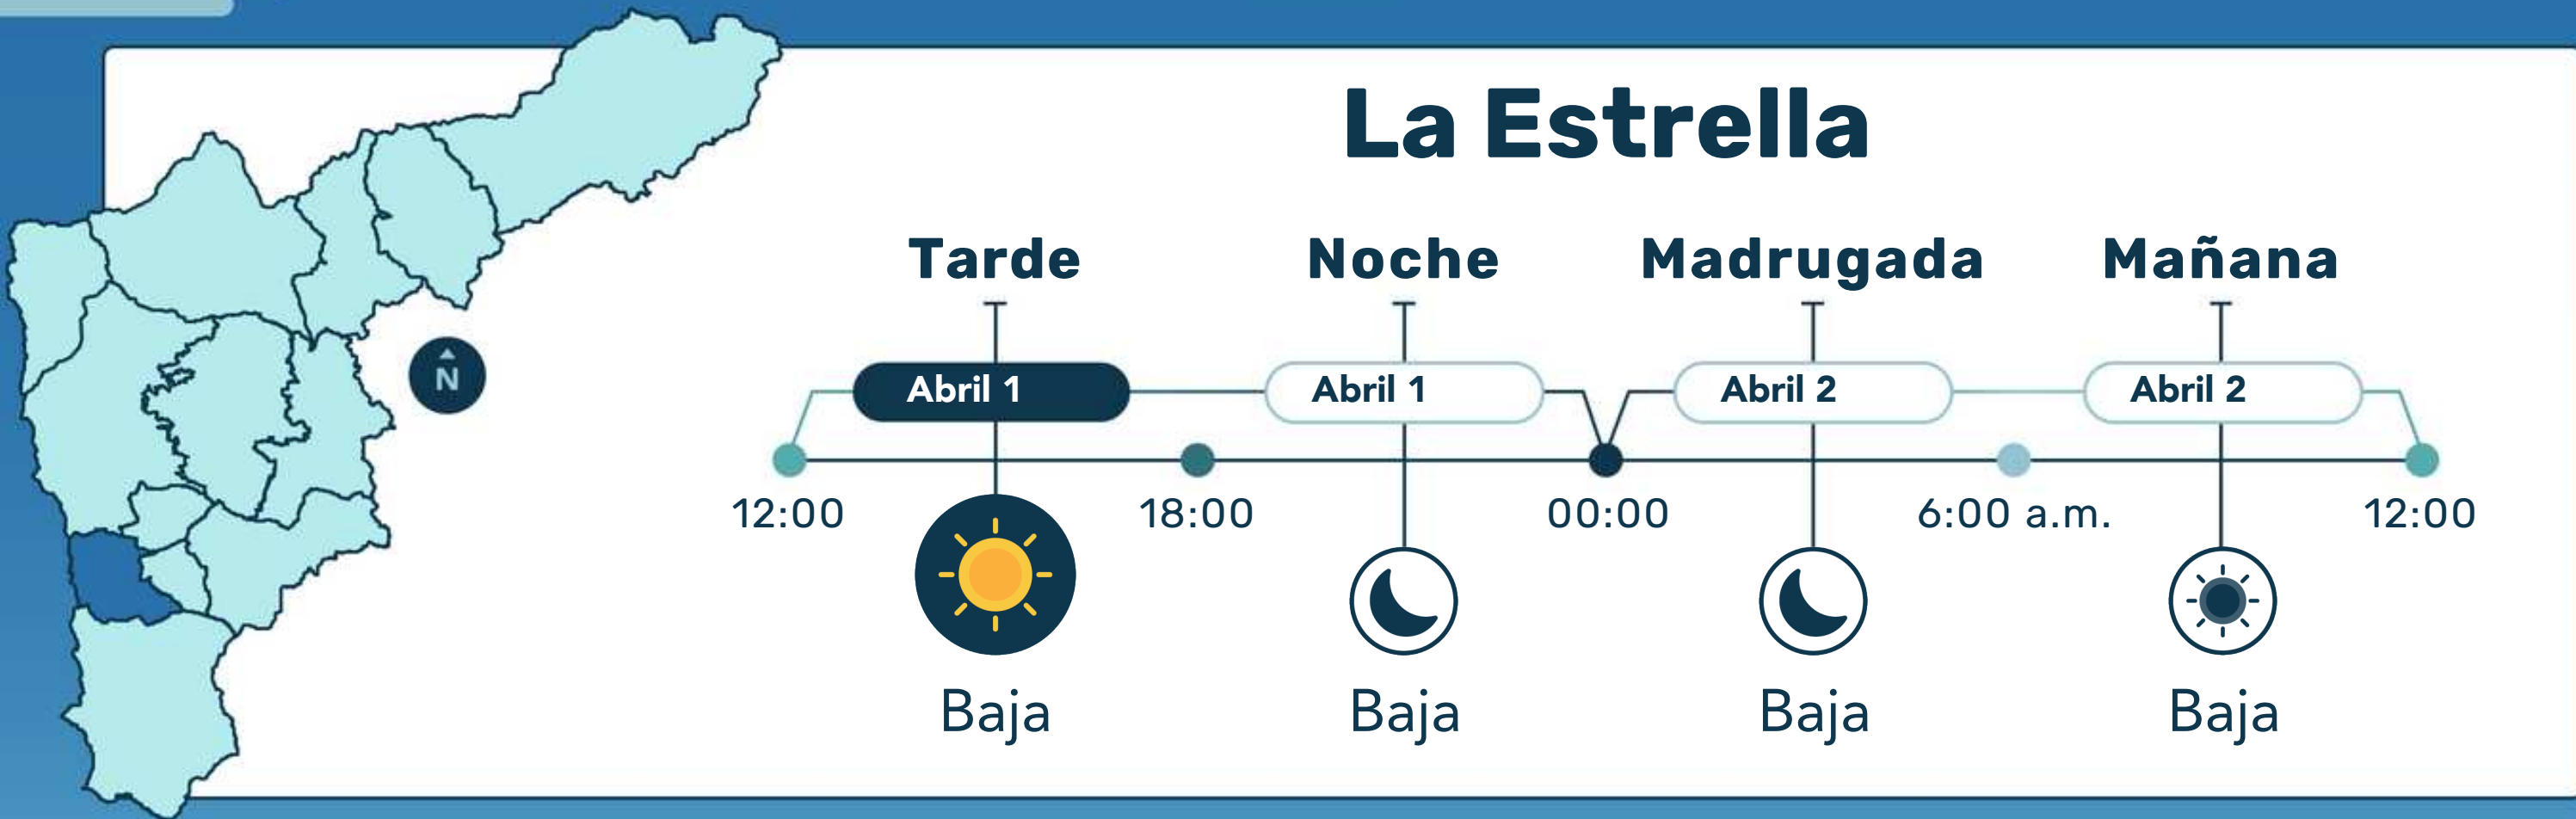 La Estrella
Tarde Noche Madrugada Mañana
N
Abril 1 Abril 1 Abril 2 Abril 2
12:00 18:00 00:00 6:00 a.m. 12:00
Baja Baja Baja Baja